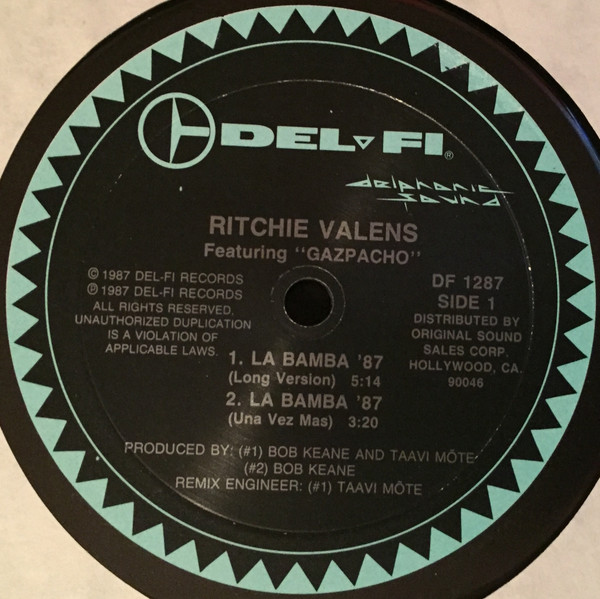 DEL-FI®
delphonic
sound
RITCHIE VALENS
Featuring "GAZPACHO"
© 1987 DEL-FI RECORDS
℗ 1987 DEL-FI RECORDS
ALL RIGHTS RESERVED.
UNAUTHORIZED DUPLICATION
IS A VIOLATION OF
APPLICABLE LAWS.
DF 1287
SIDE 1
DISTRIBUTED BY
ORIGINAL SOUND
SALES CORP.
HOLLYWOOD, CA.
90046
1. LA BAMBA '87
(Long Version) 5:14
2. LA BAMBA '87
(Una Vez Mas) 3:20
PRODUCED BY: (#1) BOB KEANE AND TAAVI MÖTE
(#2) BOB KEANE
REMIX ENGINEER: (#1) TAAVI MÖTE